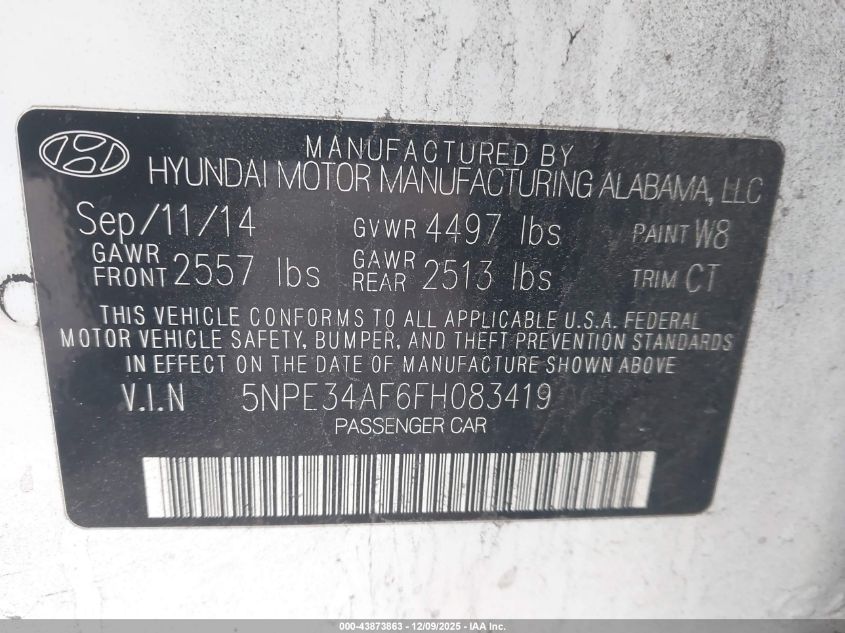 MANUFACTURED BY
HYUNDAI MOTOR MANUFACTURING ALABAMA, LLC
Sep/11/14 GVWR 4497 lbs PAINT W8
GAWR FRONT 2557 lbs GAWR REAR 2513 lbs TRIM CT
THIS VEHICLE CONFORMS TO ALL APPLICABLE U.S.A. FEDERAL
MOTOR VEHICLE SAFETY, BUMPER, AND THEFT PREVENTION STANDARDS
IN EFFECT ON THE DATE OF MANUFACTURE SHOWN ABOVE
V.I.N 5NPE34AF6FH083419
PASSENGER CAR
000-43873863 - 12/09/2025 - IAA Inc.